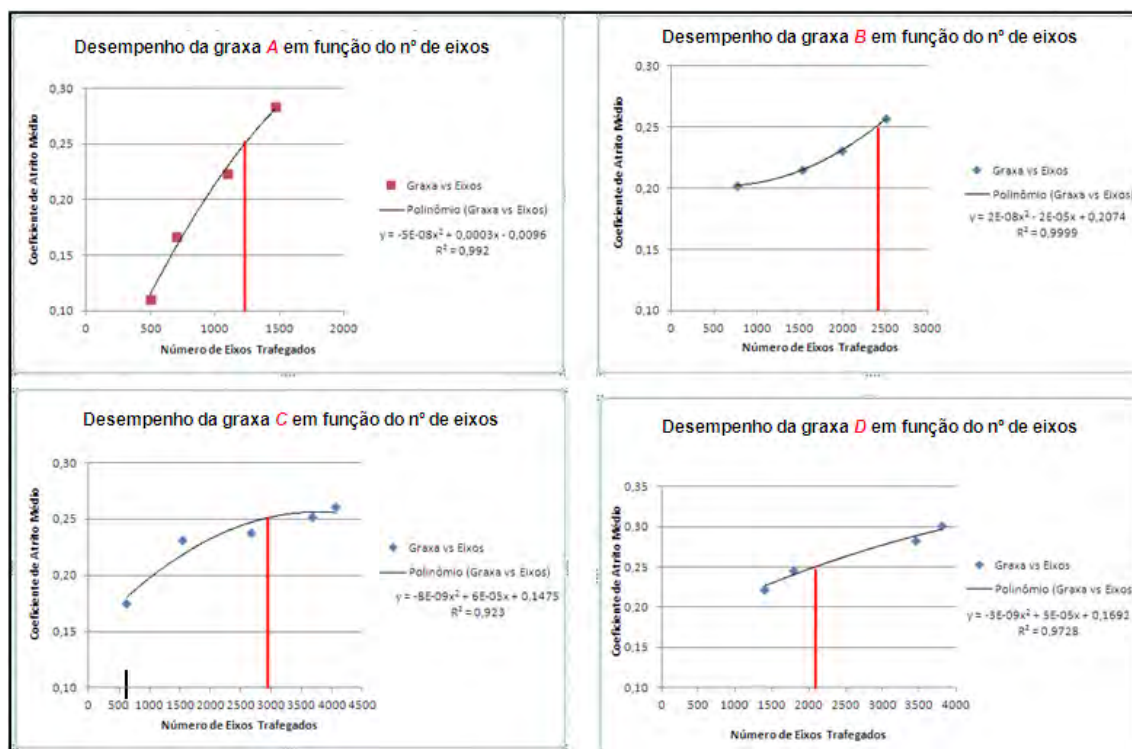 Desempenho da graxa A em função do nº de eixos
Coeficiente de Atrito Médio
0,30
0,25
0,20
0,15
0,10
0 500 1000 1500 2000
Número de Eixos Trafegados
Graxa vs Eixos
Polinômio (Graxa vs Eixos)
y = -5E-08x² + 0,0003x - 0,0096
R² = 0,992
Desempenho da graxa B em função do nº de eixos
Coeficiente de Atrito Médio
0,30
0,25
0,20
0,15
0,10
0 500 1000 1500 2000 2500 3000
Número de Eixos Trafegados
Graxa vs Eixos
Polinômio (Graxa vs Eixos)
y = 2E-08x² - 2E-05x + 0,2074
R² = 0,9999
Desempenho da graxa C em função do nº de eixos
Coeficiente de Atrito Médio
0,30
0,25
0,20
0,15
0,10
0 500 1000 1500 2000 2500 3000 3500 4000 4500
Número de Eixos Trafegados
Graxa vs Eixos
Polinômio (Graxa vs Eixos)
y = -8E-09x² + 6E-05x + 0,1475
R² = 0,923
Desempenho da graxa D em função do nº de eixos
Coeficiente de Atrito Médio
0,35
0,30
0,25
0,20
0,15
0,10
0 500 1000 1500 2000 2500 3000 3500 4000
Número de Eixos Trafegados
Graxa vs Eixos
Polinômio (Graxa vs Eixos
y = -3E-09x² + 5E-05x + 0,1692
R² = 0,9728